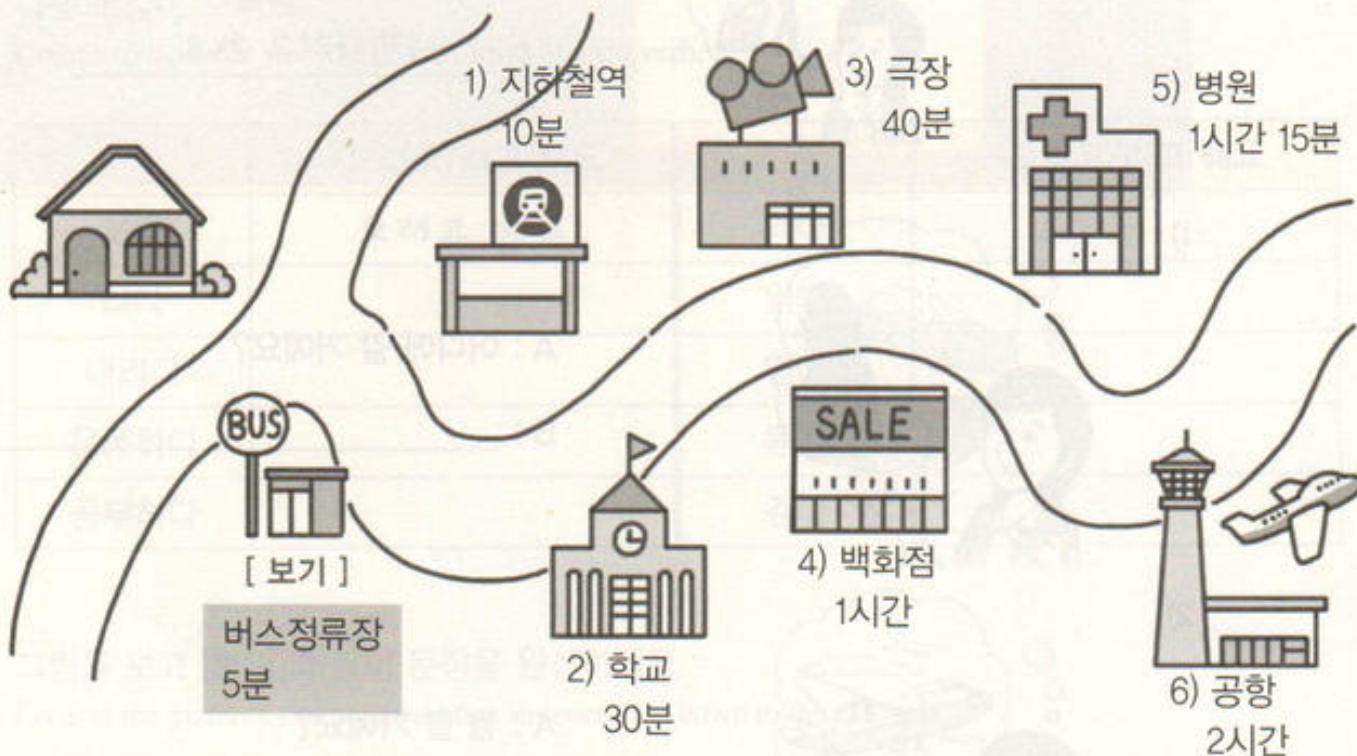 1) 지하철역
10분
3) 극장
40분
5) 병원
1시간 15분
BUS
[ 보기 ]
버스정류장
5분
2) 학교
30분
SALE
4) 백화점
1시간
6) 공항
2시간